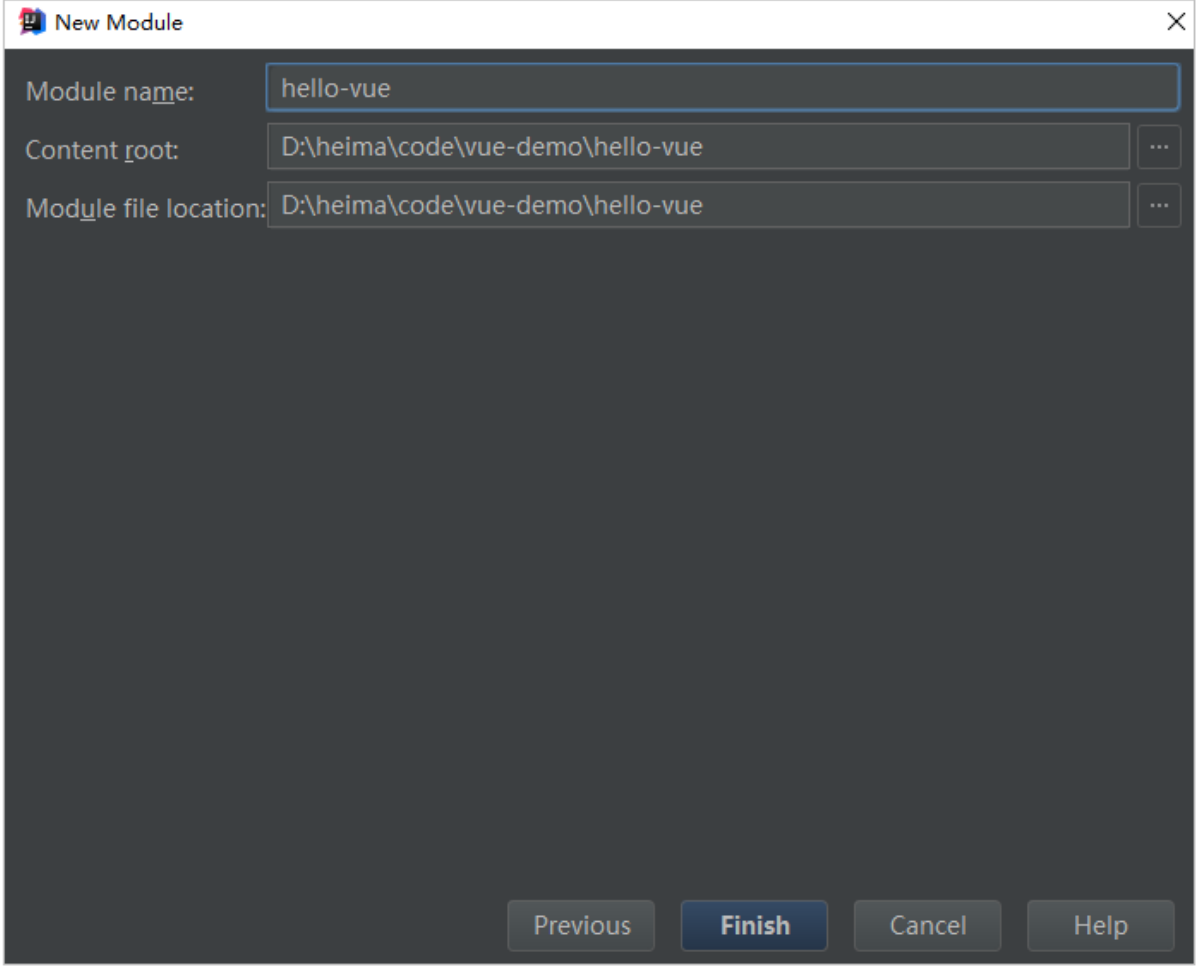 New Module
Module name: hello-vue
Content root: D:\heima\code\vue-demo\hello-vue ...
Module file location: D:\heima\code\vue-demo\hello-vue ...
Previous Finish Cancel Help